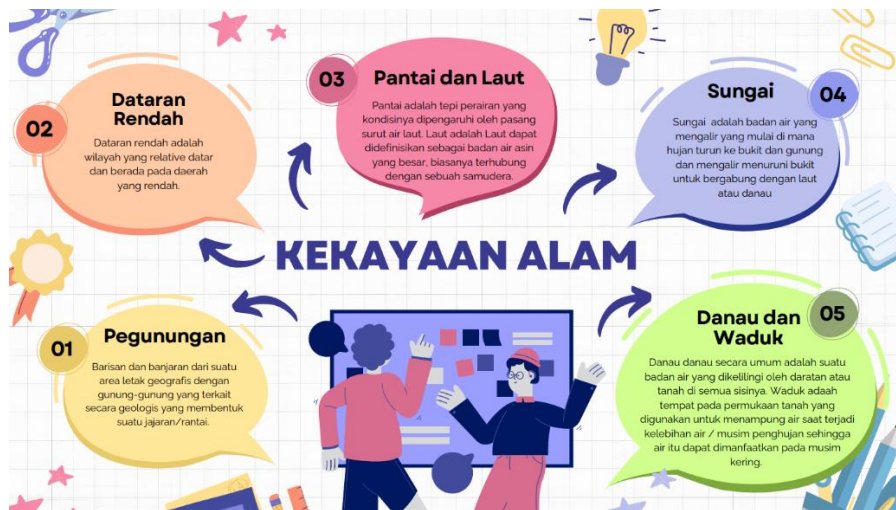 KEKAYAAN ALAM
01
Pegunungan
Barisan dan banjaran dari suatu
area letak geografis dengan
gunung-gunung yang terkait
secara geologis yang membentuk
suatu jajaran/rantai.
02
Dataran
Rendah
Dataran rendah adalah
wilayah yang relative datar
dan berada pada daerah
yang rendah.
03
Pantai dan Laut
Pantai adalah tepi perairan yang
kondisinya dipengaruhi oleh pasang
surut air laut. Laut adalah Laut dapat
didefinisikan sebagai badan air asin
yang besar, biasanya terhubung
dengan sebuah samudera.
04
Sungai
Sungai adalah badan air yang
mengalir yang mulai di mana
hujan turun ke bukit dan gunung
dan mengalir menuruni bukit
untuk bergabung dengan laut
atau danau
05
Danau dan
Waduk
Danau danau secara umum adalah suatu
badan air yang dikelilingi oleh daratan atau
tanah di semua sisinya. Waduk adaah
tempat pada permukaan tanah yang
digunakan untuk menampung air saat terjadi
kelebihan air / musim penghujan sehingga
air itu dapat dimanfaatkan pada musim
kering.